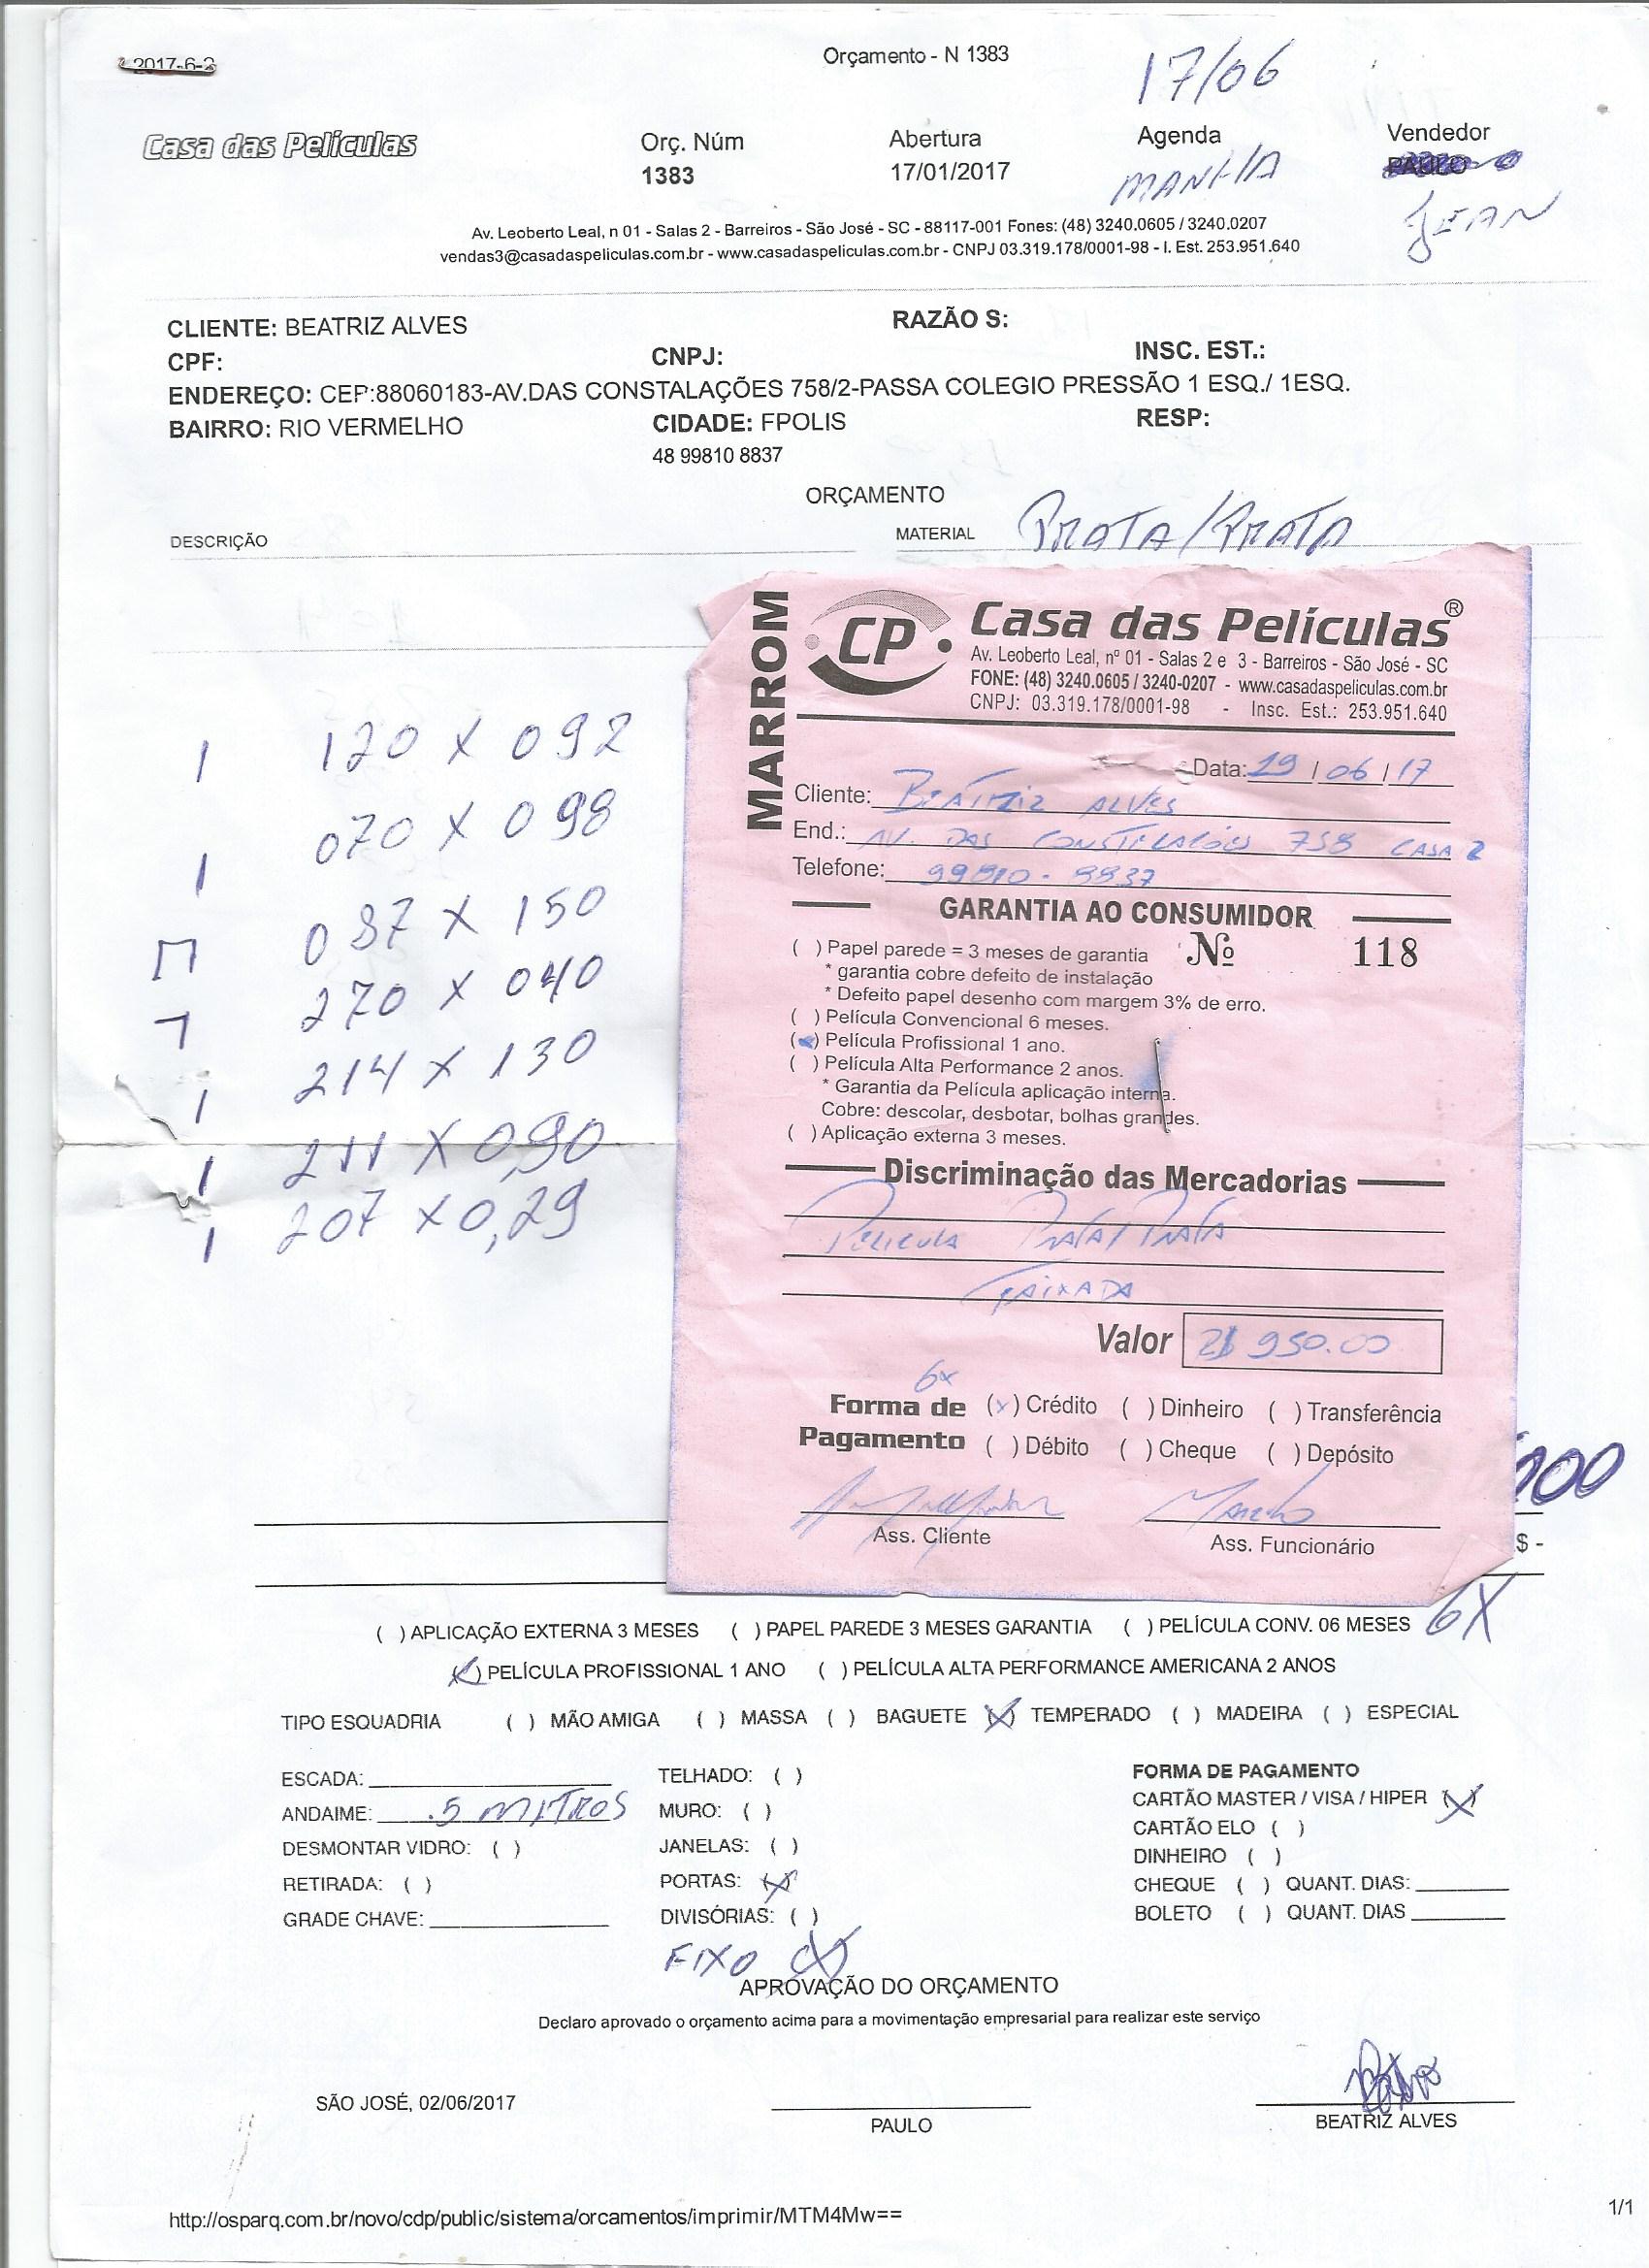 2017-6-2
Orçamento - N 1383
17/06
Casa das Películas
Orç. Núm
1383
Abertura
17/01/2017
Agenda
MANHÃ
Vendedor
PAULO
JEAN
Av. Leoberto Leal, n 01 - Salas 2 - Barreiros - São José - SC - 88117-001 Fones: (48) 3240.0605 / 3240.0207
vendas3@casadaspeliculas.com.br - www.casadaspeliculas.com.br - CNPJ 03.319.178/0001-98 - I. Est. 253.951.640
CLIENTE: BEATRIZ ALVES RAZÃO S:
CPF: CNPJ: INSC. EST.:
ENDEREÇO: CEP:88060183-AV.DAS CONSTALAÇÕES 758/2-PASSA COLEGIO PRESSÃO 1 ESQ./ 1ESQ.
BAIRRO: RIO VERMELHO CIDADE: FPOLIS RESP:
48 99810 8837
ORÇAMENTO
DESCRIÇÃO MATERIAL PRATA/PRATA
1 120 X 092
1 070 X 098
087 X 150
270 X 040
1 214 X 130
1 211 X 0,90
1 207 X 0,29
MARROM
CP Casa das Películas®
Av. Leoberto Leal, nº 01 - Salas 2 e 3 - Barreiros - São José - SC
FONE: (48) 3240.0605 / 3240-0207 - www.casadaspeliculas.com.br
CNPJ: 03.319.178/0001-98 - Insc. Est.: 253.951.640
Data: 19 / 06 / 17
Cliente: BEATRIZ ALVES
End.: AV. DAS CONSTELAÇÕES 758 CASA 2
Telefone: 99810-8837
GARANTIA AO CONSUMIDOR
( ) Papel parede = 3 meses de garantia Nº 118
* garantia cobre defeito de instalação
* Defeito papel desenho com margem 3% de erro.
( ) Película Convencional 6 meses.
(x) Película Profissional 1 ano.
( ) Película Alta Performance 2 anos.
* Garantia da Película aplicação interna.
Cobre: descolar, desbotar, bolhas grandes.
( ) Aplicação externa 3 meses.
Discriminação das Mercadorias
PELICULA PRATA/PRATA
FAIXADA
Valor R$ 950.00
6x
Forma de (x) Crédito ( ) Dinheiro ( ) Transferência
Pagamento ( ) Débito ( ) Cheque ( ) Depósito
Ass. Cliente Ass. Funcionário
$ -
6X
( ) APLICAÇÃO EXTERNA 3 MESES ( ) PAPEL PAREDE 3 MESES GARANTIA ( ) PELÍCULA CONV. 06 MESES
(X) PELÍCULA PROFISSIONAL 1 ANO ( ) PELÍCULA ALTA PERFORMANCE AMERICANA 2 ANOS
TIPO ESQUADRIA ( ) MÃO AMIGA ( ) MASSA ( ) BAGUETE (X) TEMPERADO ( ) MADEIRA ( ) ESPECIAL
ESCADA:
ANDAIME: 5 METROS
DESMONTAR VIDRO: ( )
RETIRADA: ( )
GRADE CHAVE:
TELHADO: ( )
MURO: ( )
JANELAS: ( )
PORTAS: (X)
DIVISÓRIAS: ( )
FIXO (X)
FORMA DE PAGAMENTO
CARTÃO MASTER / VISA / HIPER (X)
CARTÃO ELO ( )
DINHEIRO ( )
CHEQUE ( ) QUANT. DIAS:
BOLETO ( ) QUANT. DIAS
APROVAÇÃO DO ORÇAMENTO
Declaro aprovado o orçamento acima para a movimentação empresarial para realizar este serviço
SÃO JOSÉ, 02/06/2017
PAULO
BEATRIZ ALVES
http://osparq.com.br/novo/cdp/public/sistema/orcamentos/imprimir/MTM4Mw==
1/1